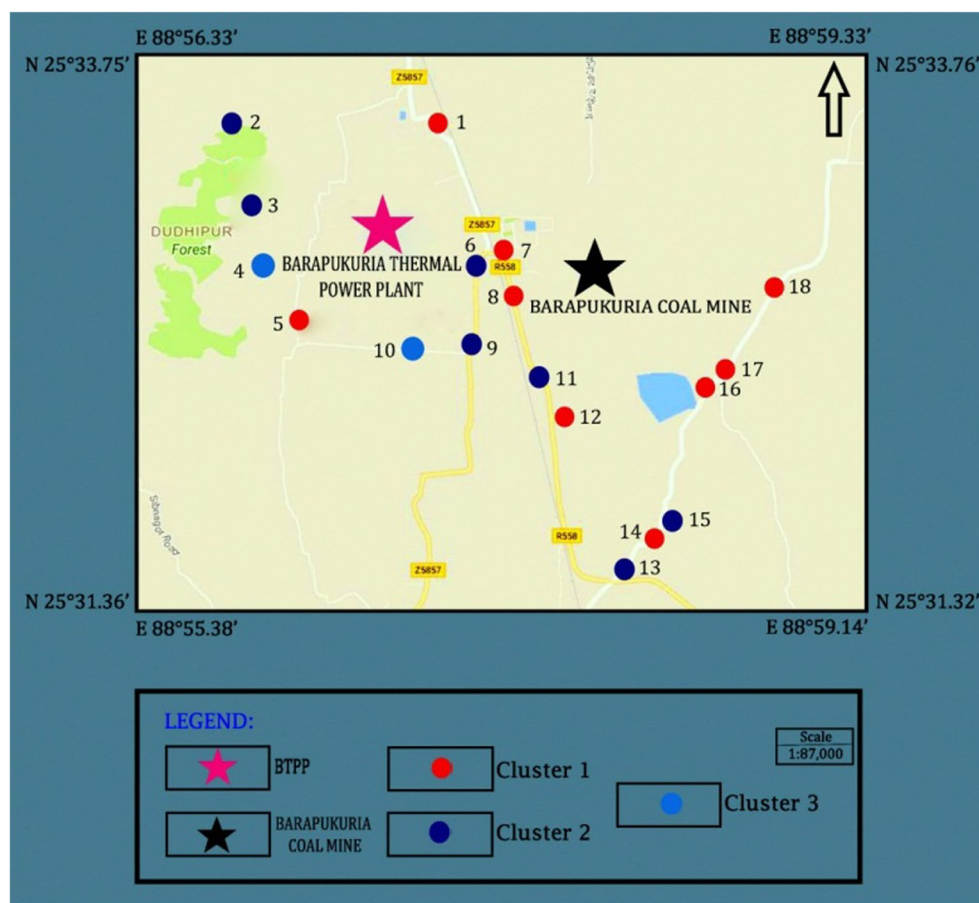 E 88°56.33'
E 88°59.33'
N 25°33.75'
N 25°33.76'
Z5857
2
1
3
Z5857
DUDHIPUR
Forest
6
7
4
BARAPUKURIA THERMAL
POWER PLANT
R558
8
BARAPUKURIA COAL MINE
18
5
10
9
11
17
16
12
Sibnagot Road
15
14
R558
13
Z5857
N 25°31.36'
N 25°31.32'
E 88°55.38'
E 88°59.14'
LEGEND:
BTPP
Cluster 1
Scale
1:87,000
Cluster 3
BARAPUKURIA
COAL MINE
Cluster 2